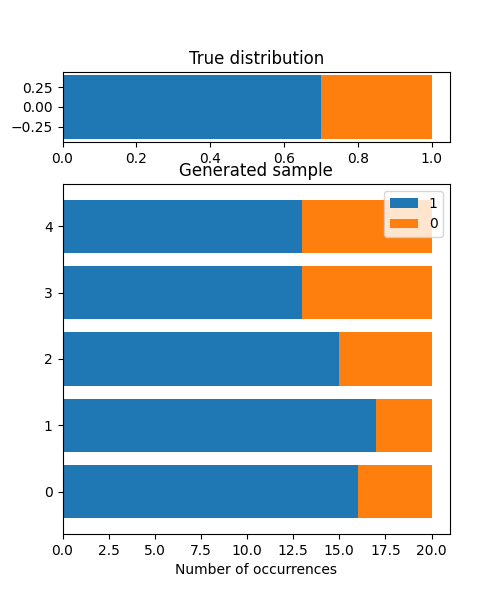 True distribution
0.25
0.00
−0.25
0.0 0.2 0.4 0.6 0.8 1.0
Generated sample
1
0
4
3
2
1
0
0.0 2.5 5.0 7.5 10.0 12.5 15.0 17.5 20.0
Number of occurrences